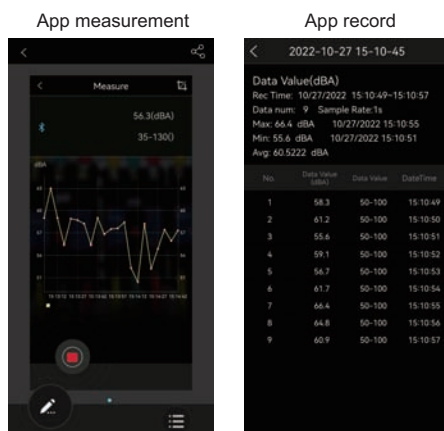 App measurement
App record
Measure
56.3(dBA)
35-130()
dBA
2022-10-27 15-10-45
Data Value(dBA)
Rec Time: 10/27/2022 15:10:49~15:10:57
Data num: 9 Sample Rate:1s
Max: 66.4 dBA 10/27/2022 15:10:55
Min: 55.6 dBA 10/27/2022 15:10:51
Avg: 60.5222 dBA
No. Data Value (dBA) Data Value DateTime
1 58.3 50-100 15:10:49
2 61.2 50-100 15:10:50
3 55.6 50-100 15:10:51
4 59.1 50-100 15:10:52
5 56.7 50-100 15:10:53
6 61.7 50-100 15:10:54
7 66.4 50-100 15:10:55
8 64.8 50-100 15:10:56
9 60.9 50-100 15:10:57